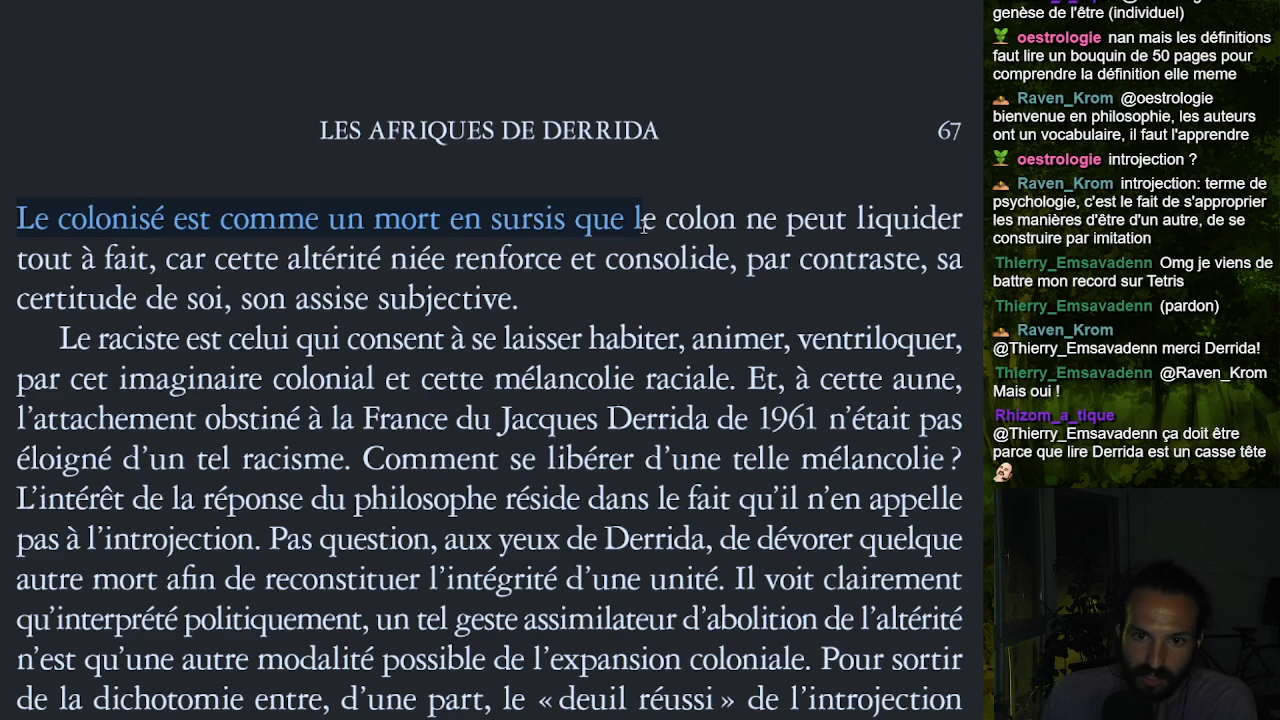 LES AFRIQUES DE DERRIDA 67
Le colonisé est comme un mort en sursis que le colon ne peut liquider
tout à fait, car cette altérité niée renforce et consolide, par contraste, sa
certitude de soi, son assise subjective.
Le raciste est celui qui consent à se laisser habiter, animer, ventriloquer,
par cet imaginaire colonial et cette mélancolie raciale. Et, à cette aune,
l’attachement obstiné à la France du Jacques Derrida de 1961 n’était pas
éloigné d’un tel racisme. Comment se libérer d’une telle mélancolie ?
L’intérêt de la réponse du philosophe réside dans le fait qu’il n’en appelle
pas à l’introjection. Pas question, aux yeux de Derrida, de dévorer quelque
autre mort afin de reconstituer l’intégrité d’une unité. Il voit clairement
qu’interprété politiquement, un tel geste assimilateur d’abolition de l’altérité
n’est qu’une autre modalité possible de l’expansion coloniale. Pour sortir
de la dichotomie entre, d’une part, le « deuil réussi » de l’introjection
genèse de l'être (individuel)
oestrologie nan mais les définitions
faut lire un bouquin de 50 pages pour
comprendre la définition elle meme
Raven_Krom @oestrologie
bienvenue en philosophie, les auteurs
ont un vocabulaire, il faut l'apprendre
oestrologie introjection ?
Raven_Krom introjection: terme de
psychologie, c'est le fait de s'approprier
les manières d'être d'un autre, de se
construire par imitation
Thierry_Emsavadenn Omg je viens de
battre mon record sur Tetris
Thierry_Emsavadenn (pardon)
Raven_Krom
@Thierry_Emsavadenn merci Derrida!
Thierry_Emsavadenn @Raven_Krom
Mais oui !
Rhizom_a_tique
@Thierry_Emsavadenn ça doit être
parce que lire Derrida est un casse tête